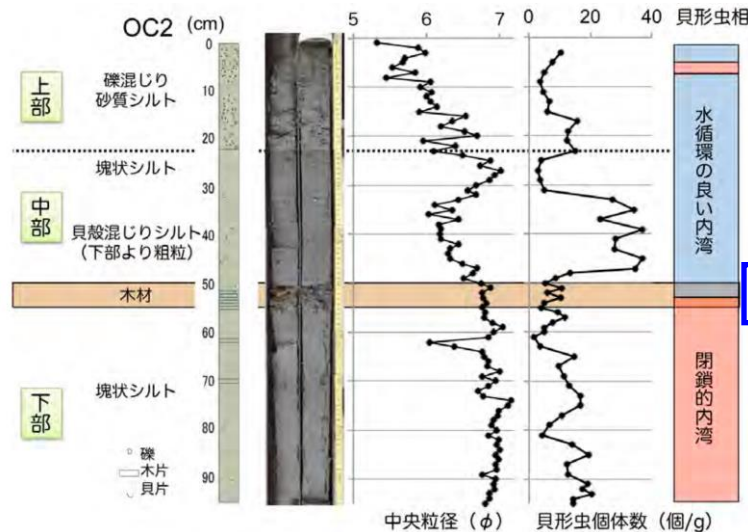 OC2 (cm)
5 6 7 0 20 40 貝形虫相
0
10
20
30
40
50
60
70
80
90
上部
礫混じり
砂質シルト
中部
塊状シルト
貝殻混じりシルト
(下部より粗粒)
木材
下部
塊状シルト
礫
木片
貝片
水循環の良い内湾
閉鎖的内湾
中央粒径(φ) 貝形虫個体数(個/g)